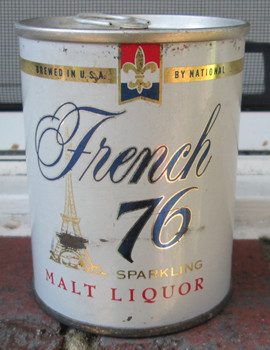 BREWED IN U.S.A. BY NATIONAL
French
76
SPARKLING
MALT LIQUOR